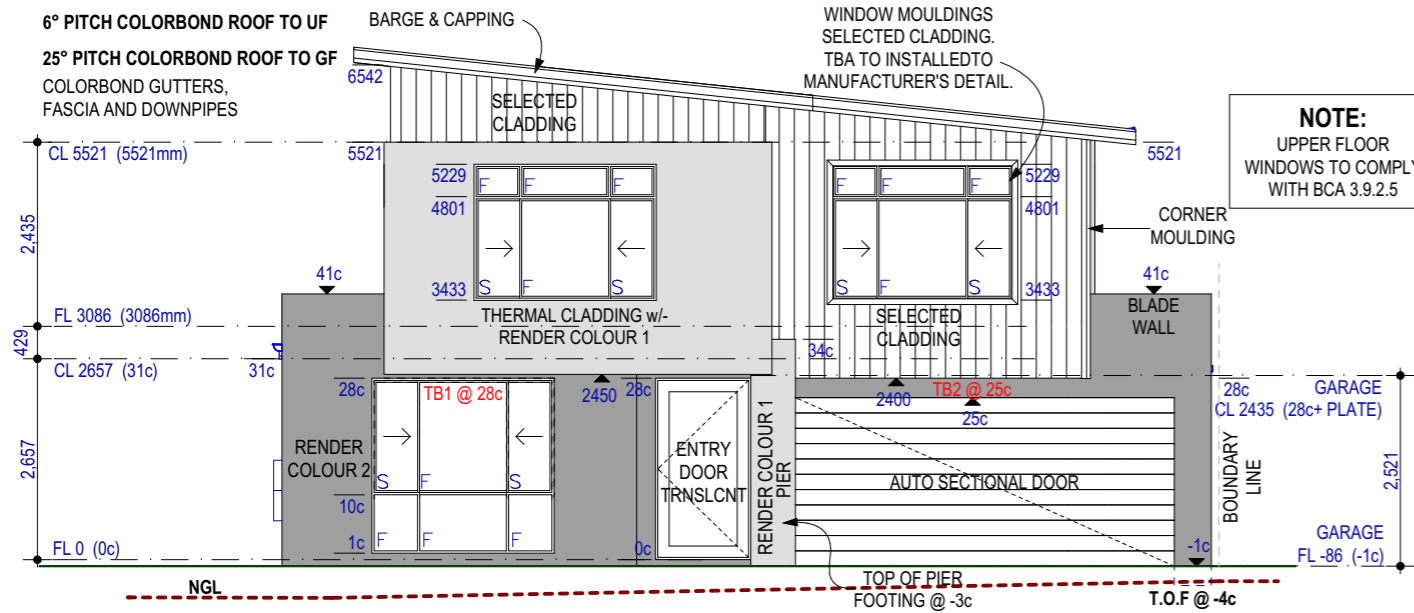 6° PITCH COLORBOND ROOF TO UF
25° PITCH COLORBOND ROOF TO GF
COLORBOND GUTTERS,
FASCIA AND DOWNPIPES
BARGE & CAPPING
WINDOW MOULDINGS
SELECTED CLADDING.
TBA TO INSTALLEDTO
MANUFACTURER'S DETAIL.
NOTE:
UPPER FLOOR
WINDOWS TO COMPLY
WITH BCA 3.9.2.5
6542
SELECTED
CLADDING
CL 5521 (5521mm)
5521
5521
5229
F
F
F
4801
S
F
S
3433
F
F
F
5229
4801
S
F
S
3433
CORNER
MOULDING
2,435
41c
41c
BLADE
WALL
THERMAL CLADDING w/-
RENDER COLOUR 1
SELECTED
CLADDING
FL 3086 (3086mm)
429
CL 2657 (31c)
31c
34c
28c
TB1 @ 28c
2450
28c
2400
TB2 @ 25c
25c
28c
GARAGE
CL 2435 (28c+ PLATE)
2,657
RENDER
COLOUR 2
S
F
S
10c
1c
F
F
F
ENTRY
DOOR
TRNSLCNT
0c
RENDER COLOUR 1
PIER
AUTO SECTIONAL DOOR
BOUNDARY
LINE
2,521
FL 0 (0c)
-1c
GARAGE
FL -86 (-1c)
NGL
TOP OF PIER
FOOTING @ -3c
T.O.F @ -4c